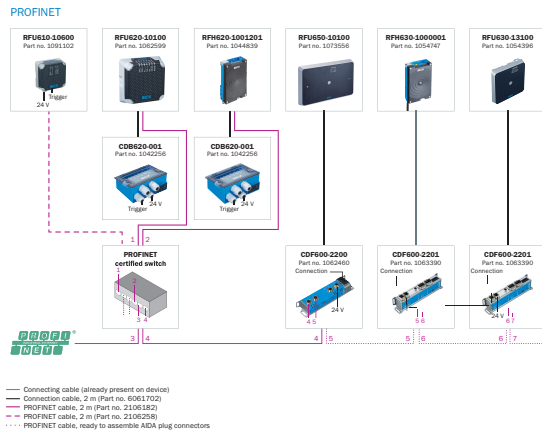 PROFINET
RFU610-10600
Part no. 1091102
Trigger
24 V
RFU620-10100
Part no. 1062599
RFH620-1001201
Part no. 1044839
RFU650-10100
Part no. 1073556
RFH630-1000001
Part no. 1054747
RFU630-13100
Part no. 1054396
CDB620-001
Part no. 1042256
24 V
Trigger
CDB620-001
Part no. 1042256
24 V
Trigger
1 2
PROFINET
certified switch
1
2
3 4
CDF600-2200
Part no. 1062460
Connection
24 V
4 5
CDF600-2201
Part no. 1063390
Connection
24 V
5 6
CDF600-2201
Part no. 1063390
Connection
24 V
6 7
PROFI
NET
®
3 4
4 5
5 6
6 7
Connecting cable (already present on device)
Connection cable, 2 m (Part no. 6061702)
PROFINET cable, 2 m (Part no. 2106182)
PROFINET cable, 2 m (Part no. 2106258)
PROFINET cable, ready to assemble AIDA plug connectors